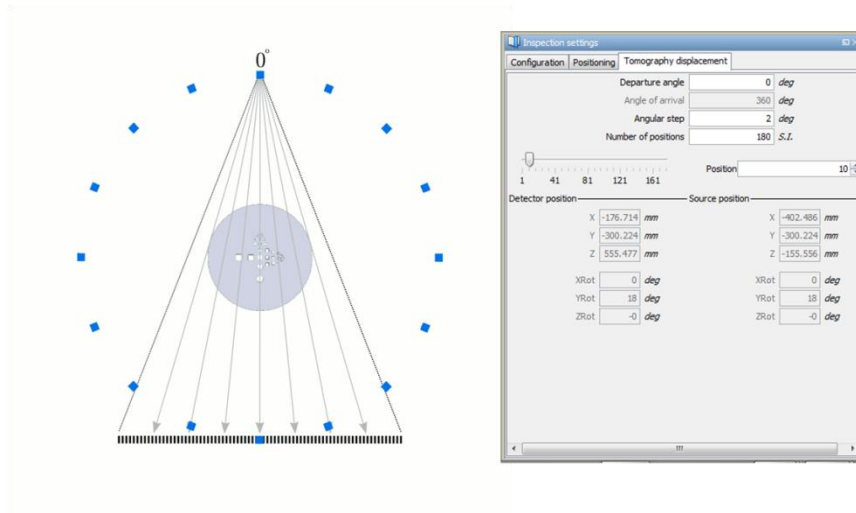 0°
Inspection settings
Configuration Positioning Tomography displacement
Departure angle 0 deg
Angle of arrival 360 deg
Angular step 2 deg
Number of positions 180 S.I.
1 41 81 121 161
Position 10
Detector position Source position
X -176.714 mm X -402.486 mm
Y -300.224 mm Y -300.224 mm
Z 555.477 mm Z -155.556 mm
XRot 0 deg XRot 0 deg
YRot 18 deg YRot 18 deg
ZRot -0 deg ZRot -0 deg